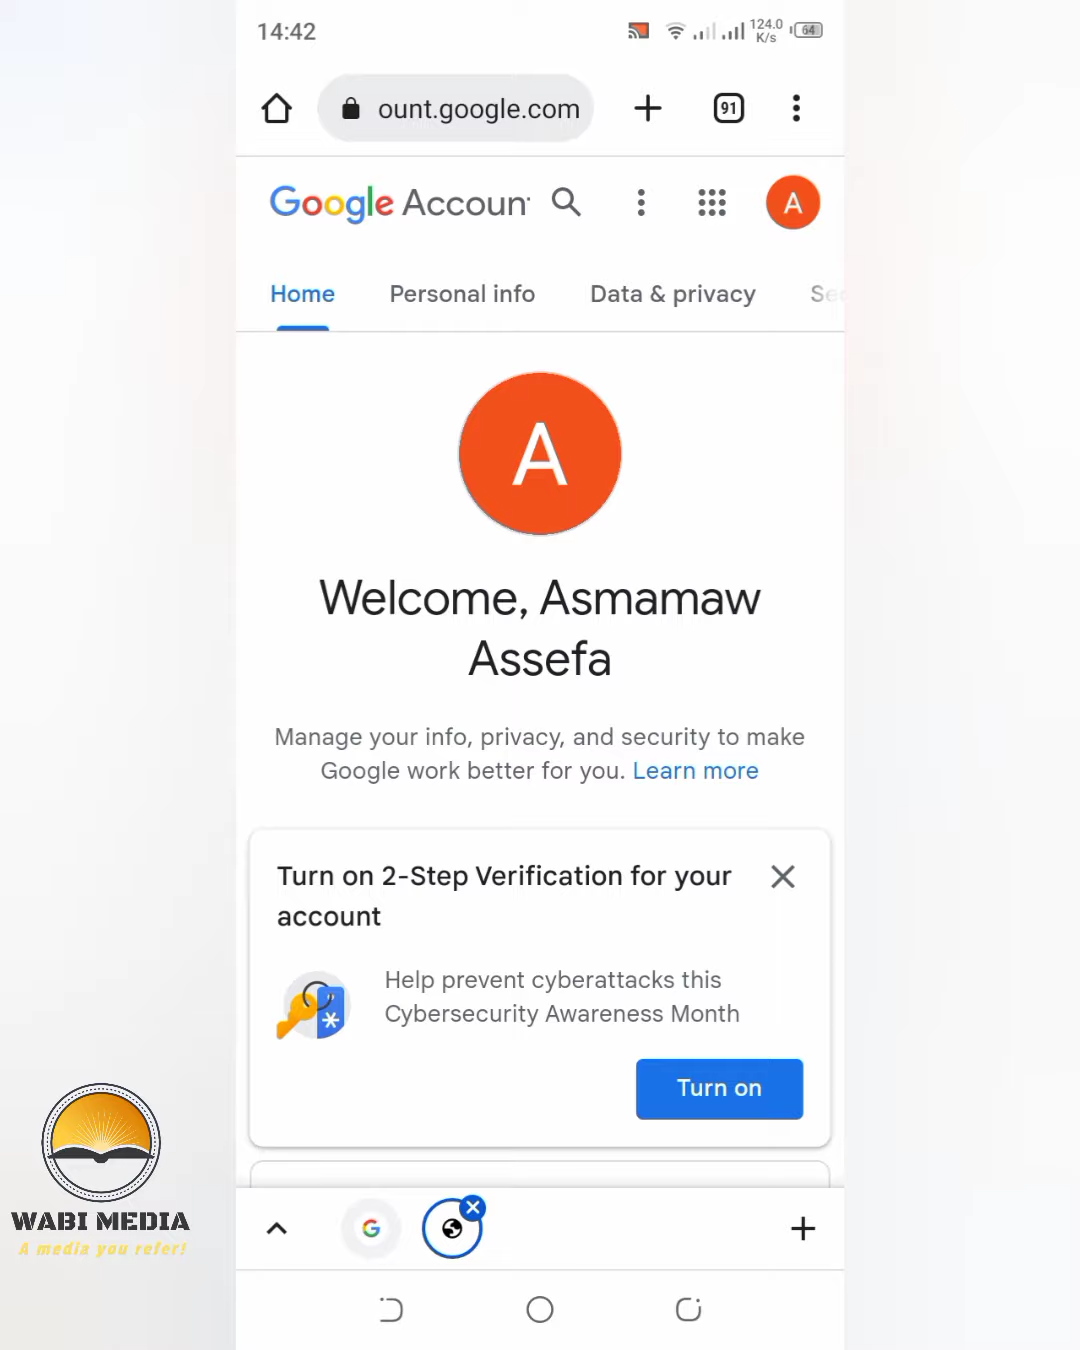 14:42
124.0
K/s
64
ount.google.com
91
Google Accoun
A
Home Personal info Data & privacy Se
A
Welcome, Asmamaw
Assefa
Manage your info, privacy, and security to make
Google work better for you. Learn more
Turn on 2-Step Verification for your
account
Help prevent cyberattacks this
Cybersecurity Awareness Month
Turn on
G
WABI MEDIA
A media you refer!